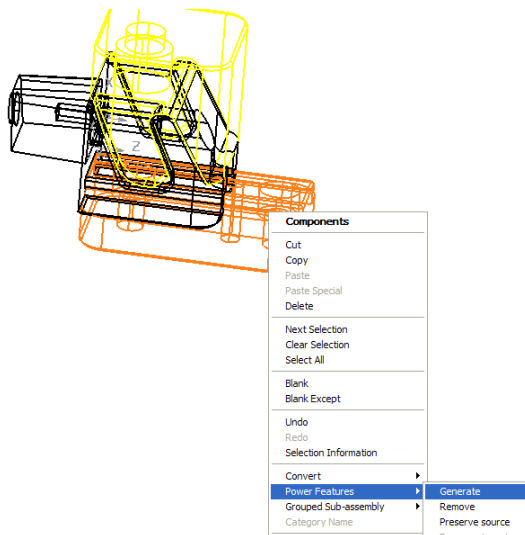 Z
Components
Cut
Copy
Paste
Paste Special
Delete
Next Selection
Clear Selection
Select All
Blank
Blank Except
Undo
Redo
Selection Information
Convert
Power Features
Generate
Grouped Sub-assembly
Remove
Category Name
Preserve source